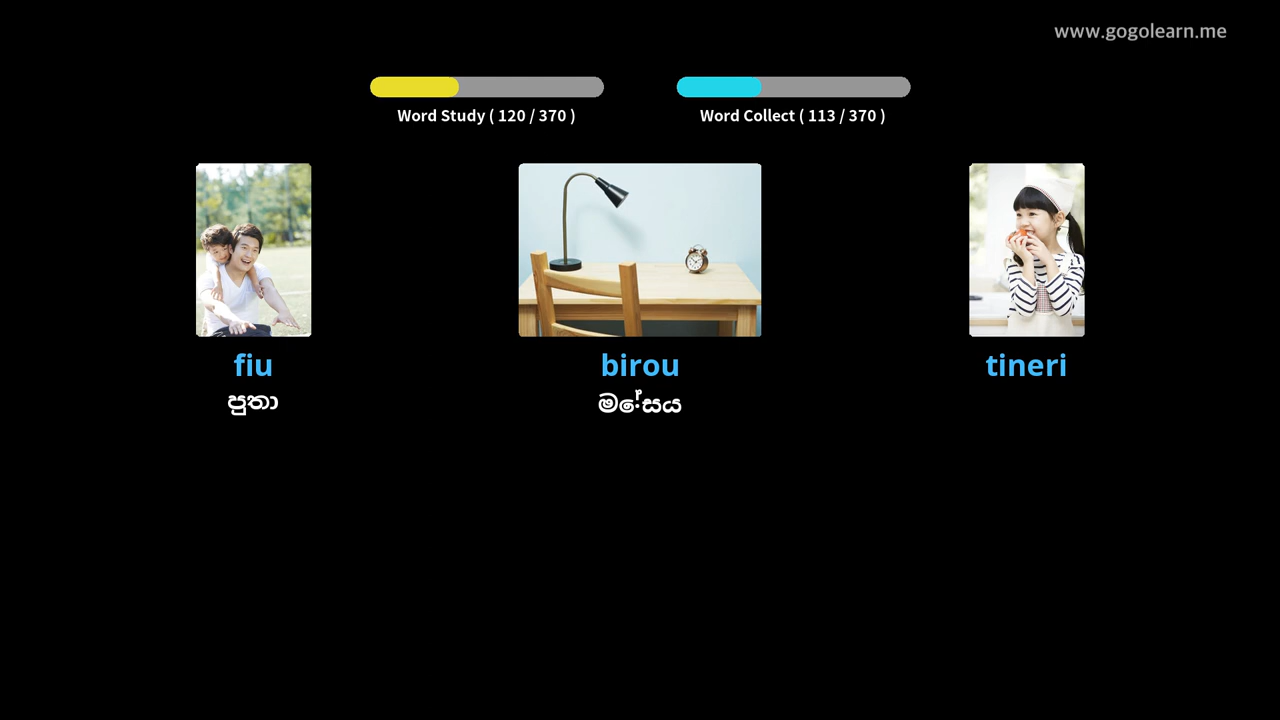 www.gogolearn.me
Word Study ( 120 / 370 )
Word Collect ( 113 / 370 )
fiu
birou
tineri
පුතා
මේසය